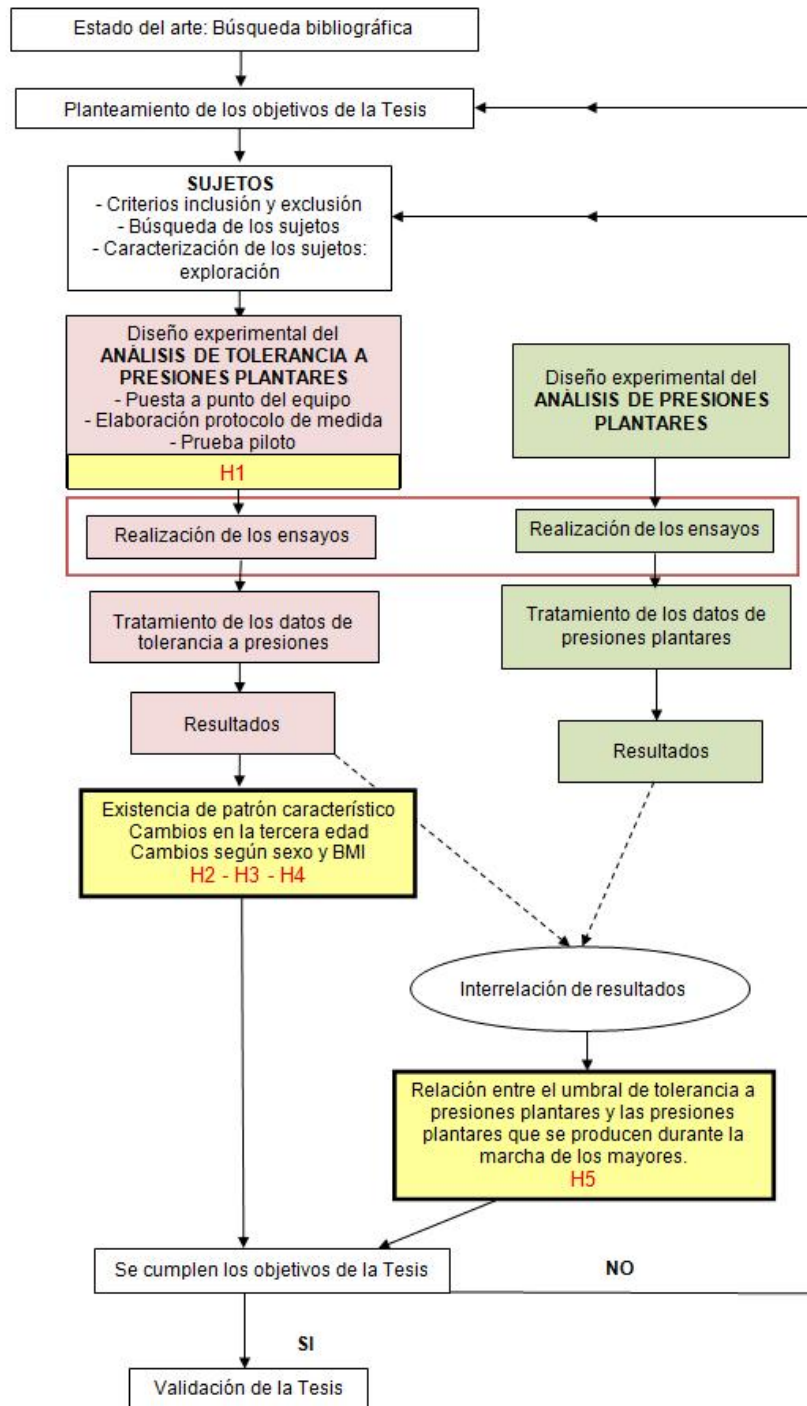 Estado del arte: Búsqueda bibliográfica
Planteamiento de los objetivos de la Tesis
SUJETOS
- Criterios inclusión y exclusión
- Búsqueda de los sujetos
- Caracterización de los sujetos:
exploración
Diseño experimental del
ANÀLISIS DE TOLERANCIA A
PRESIONES PLANTARES
- Puesta a punto del equipo
- Elaboración protocolo de medida
- Prueba piloto
H1
Diseño experimental del
ANÀLISIS DE PRESIONES
PLANTARES
Realización de los ensayos
Realización de los ensayos
Tratamiento de los datos de
tolerancia a presiones
Tratamiento de los datos de
presiones plantares
Resultados
Resultados
Existencia de patrón característico
Cambios en la tercera edad
Cambios según sexo y BMI
H2 - H3 - H4
Interrelación de resultados
Relación entre el umbral de tolerancia a
presiones plantares y las presiones
plantares que se producen durante la
marcha de los mayores.
H5
Se cumplen los objetivos de la Tesis
NO
SI
Validación de la Tesis